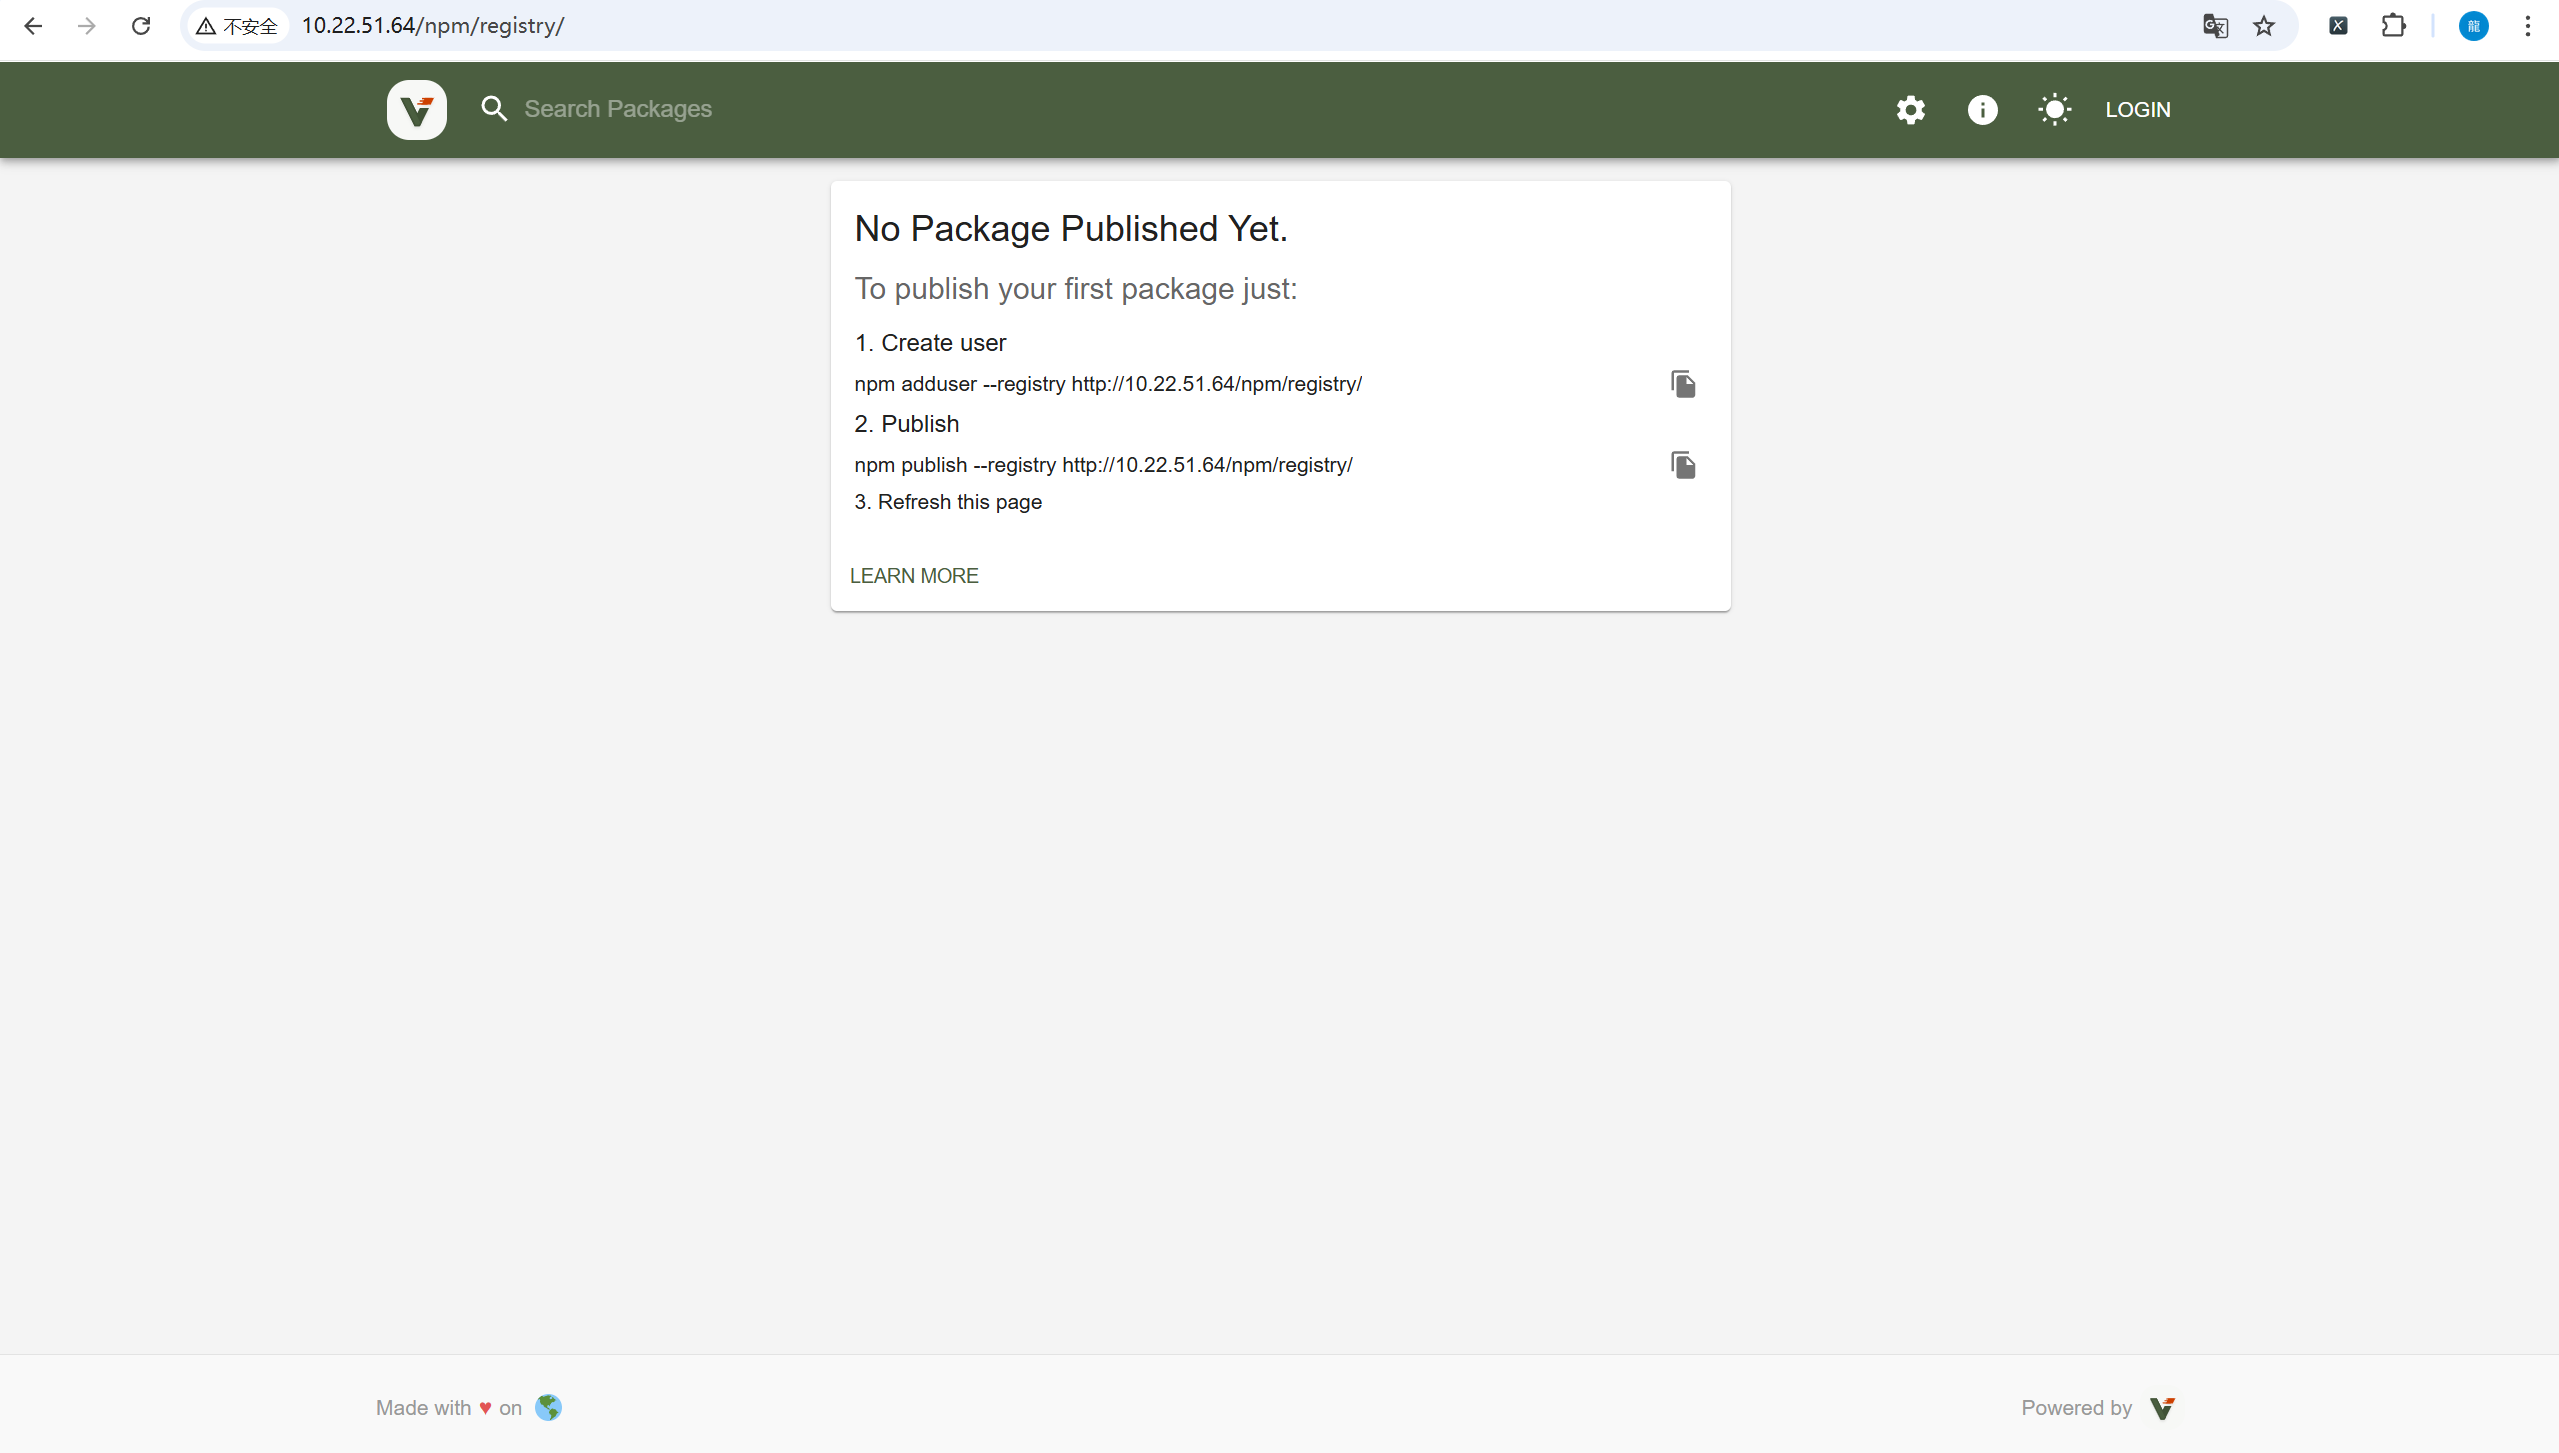 不安全 10.22.51.64/npm/registry/
龍
Search Packages
LOGIN
No Package Published Yet.
To publish your first package just:
1. Create user
npm adduser --registry http://10.22.51.64/npm/registry/
2. Publish
npm publish --registry http://10.22.51.64/npm/registry/
3. Refresh this page
LEARN MORE
Made with ♥ on
Powered by